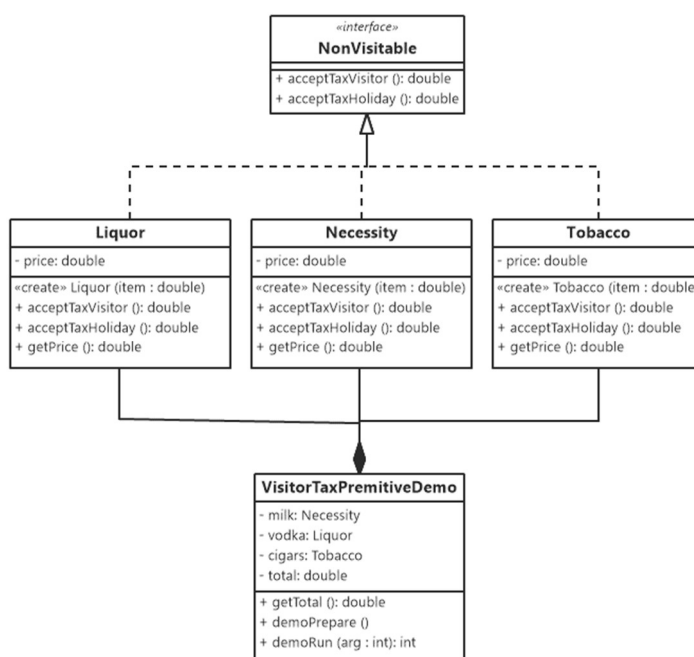 «interface»
NonVisitable
+ acceptTaxVisitor (): double
+ acceptTaxHoliday (): double
Liquor
- price: double
«create» Liquor (item : double)
+ acceptTaxVisitor (): double
+ acceptTaxHoliday (): double
+ getPrice (): double
Necessity
- price: double
«create» Necessity (item : double)
+ acceptTaxVisitor (): double
+ acceptTaxHoliday (): double
+ getPrice (): double
Tobacco
- price: double
«create» Tobacco (item : double)
+ acceptTaxVisitor (): double
+ acceptTaxHoliday (): double
+ getPrice (): double
VisitorTaxPremitiveDemo
- milk: Necessity
- vodka: Liquor
- cigars: Tobacco
- total: double
+ getTotal (): double
+ demoPrepare ()
+ demoRun (arg : int): int